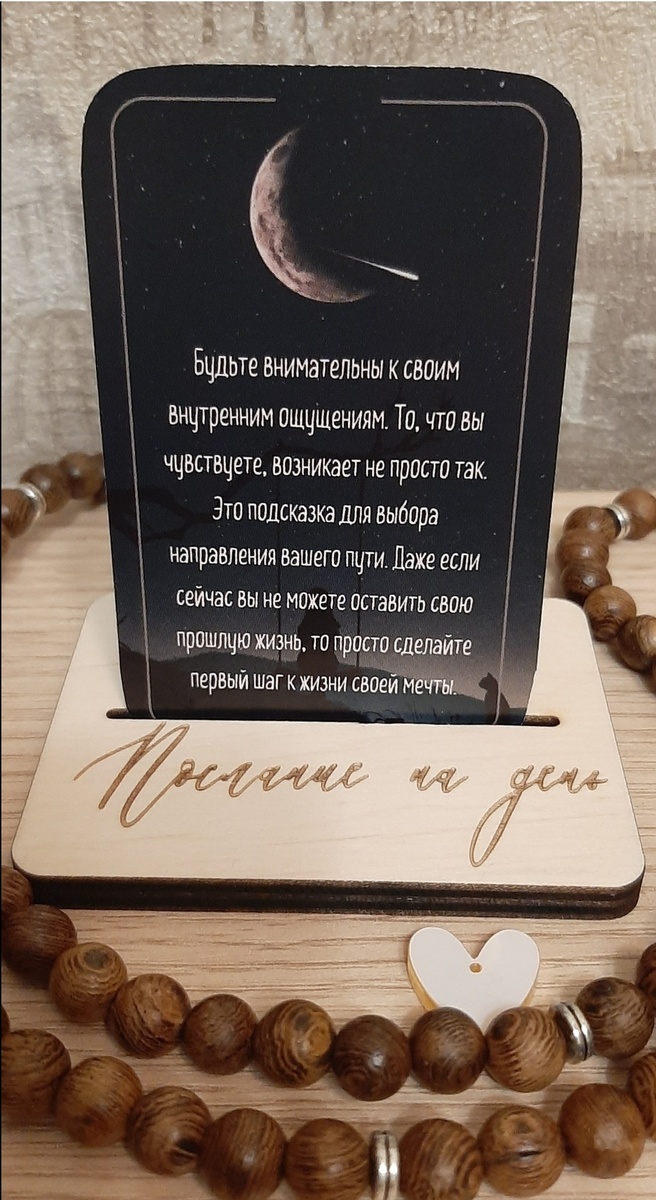 Будьте внимательны к своим
внутренним ощущениям. То, что вы
чувствуете, возникает не просто так.
Это подсказка для выбора
направления вашего пути. Даже если
сейчас вы не можете оставить свою
прошлую жизнь, то просто сделайте
первый шаг к жизни своей мечты.
Послание на день